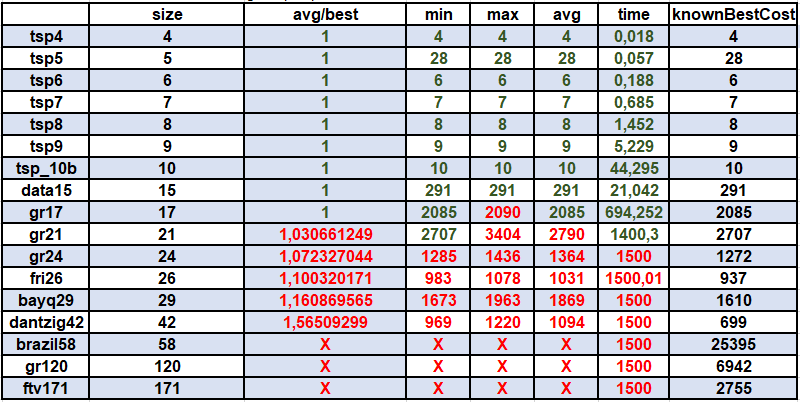 size avg/best min max avg time knownBestCost
tsp4 4 1 4 4 4 0,018 4
tsp5 5 1 28 28 28 0,057 28
tsp6 6 1 6 6 6 0,188 6
tsp7 7 1 7 7 7 0,685 7
tsp8 8 1 8 8 8 1,452 8
tsp9 9 1 9 9 9 5,229 9
tsp_10b 10 1 10 10 10 44,295 10
data15 15 1 291 291 291 21,042 291
gr17 17 1 2085 2090 2085 694,252 2085
gr21 21 1,030661249 2707 3404 2790 1400,3 2707
gr24 24 1,072327044 1285 1436 1364 1500 1272
fri26 26 1,100320171 983 1078 1031 1500,01 937
bayq29 29 1,160869565 1673 1963 1869 1500 1610
dantzig42 42 1,56509299 969 1220 1094 1500 699
brazil58 58 X X X X 1500 25395
gr120 120 X X X X 1500 6942
ftv171 171 X X X X 1500 2755